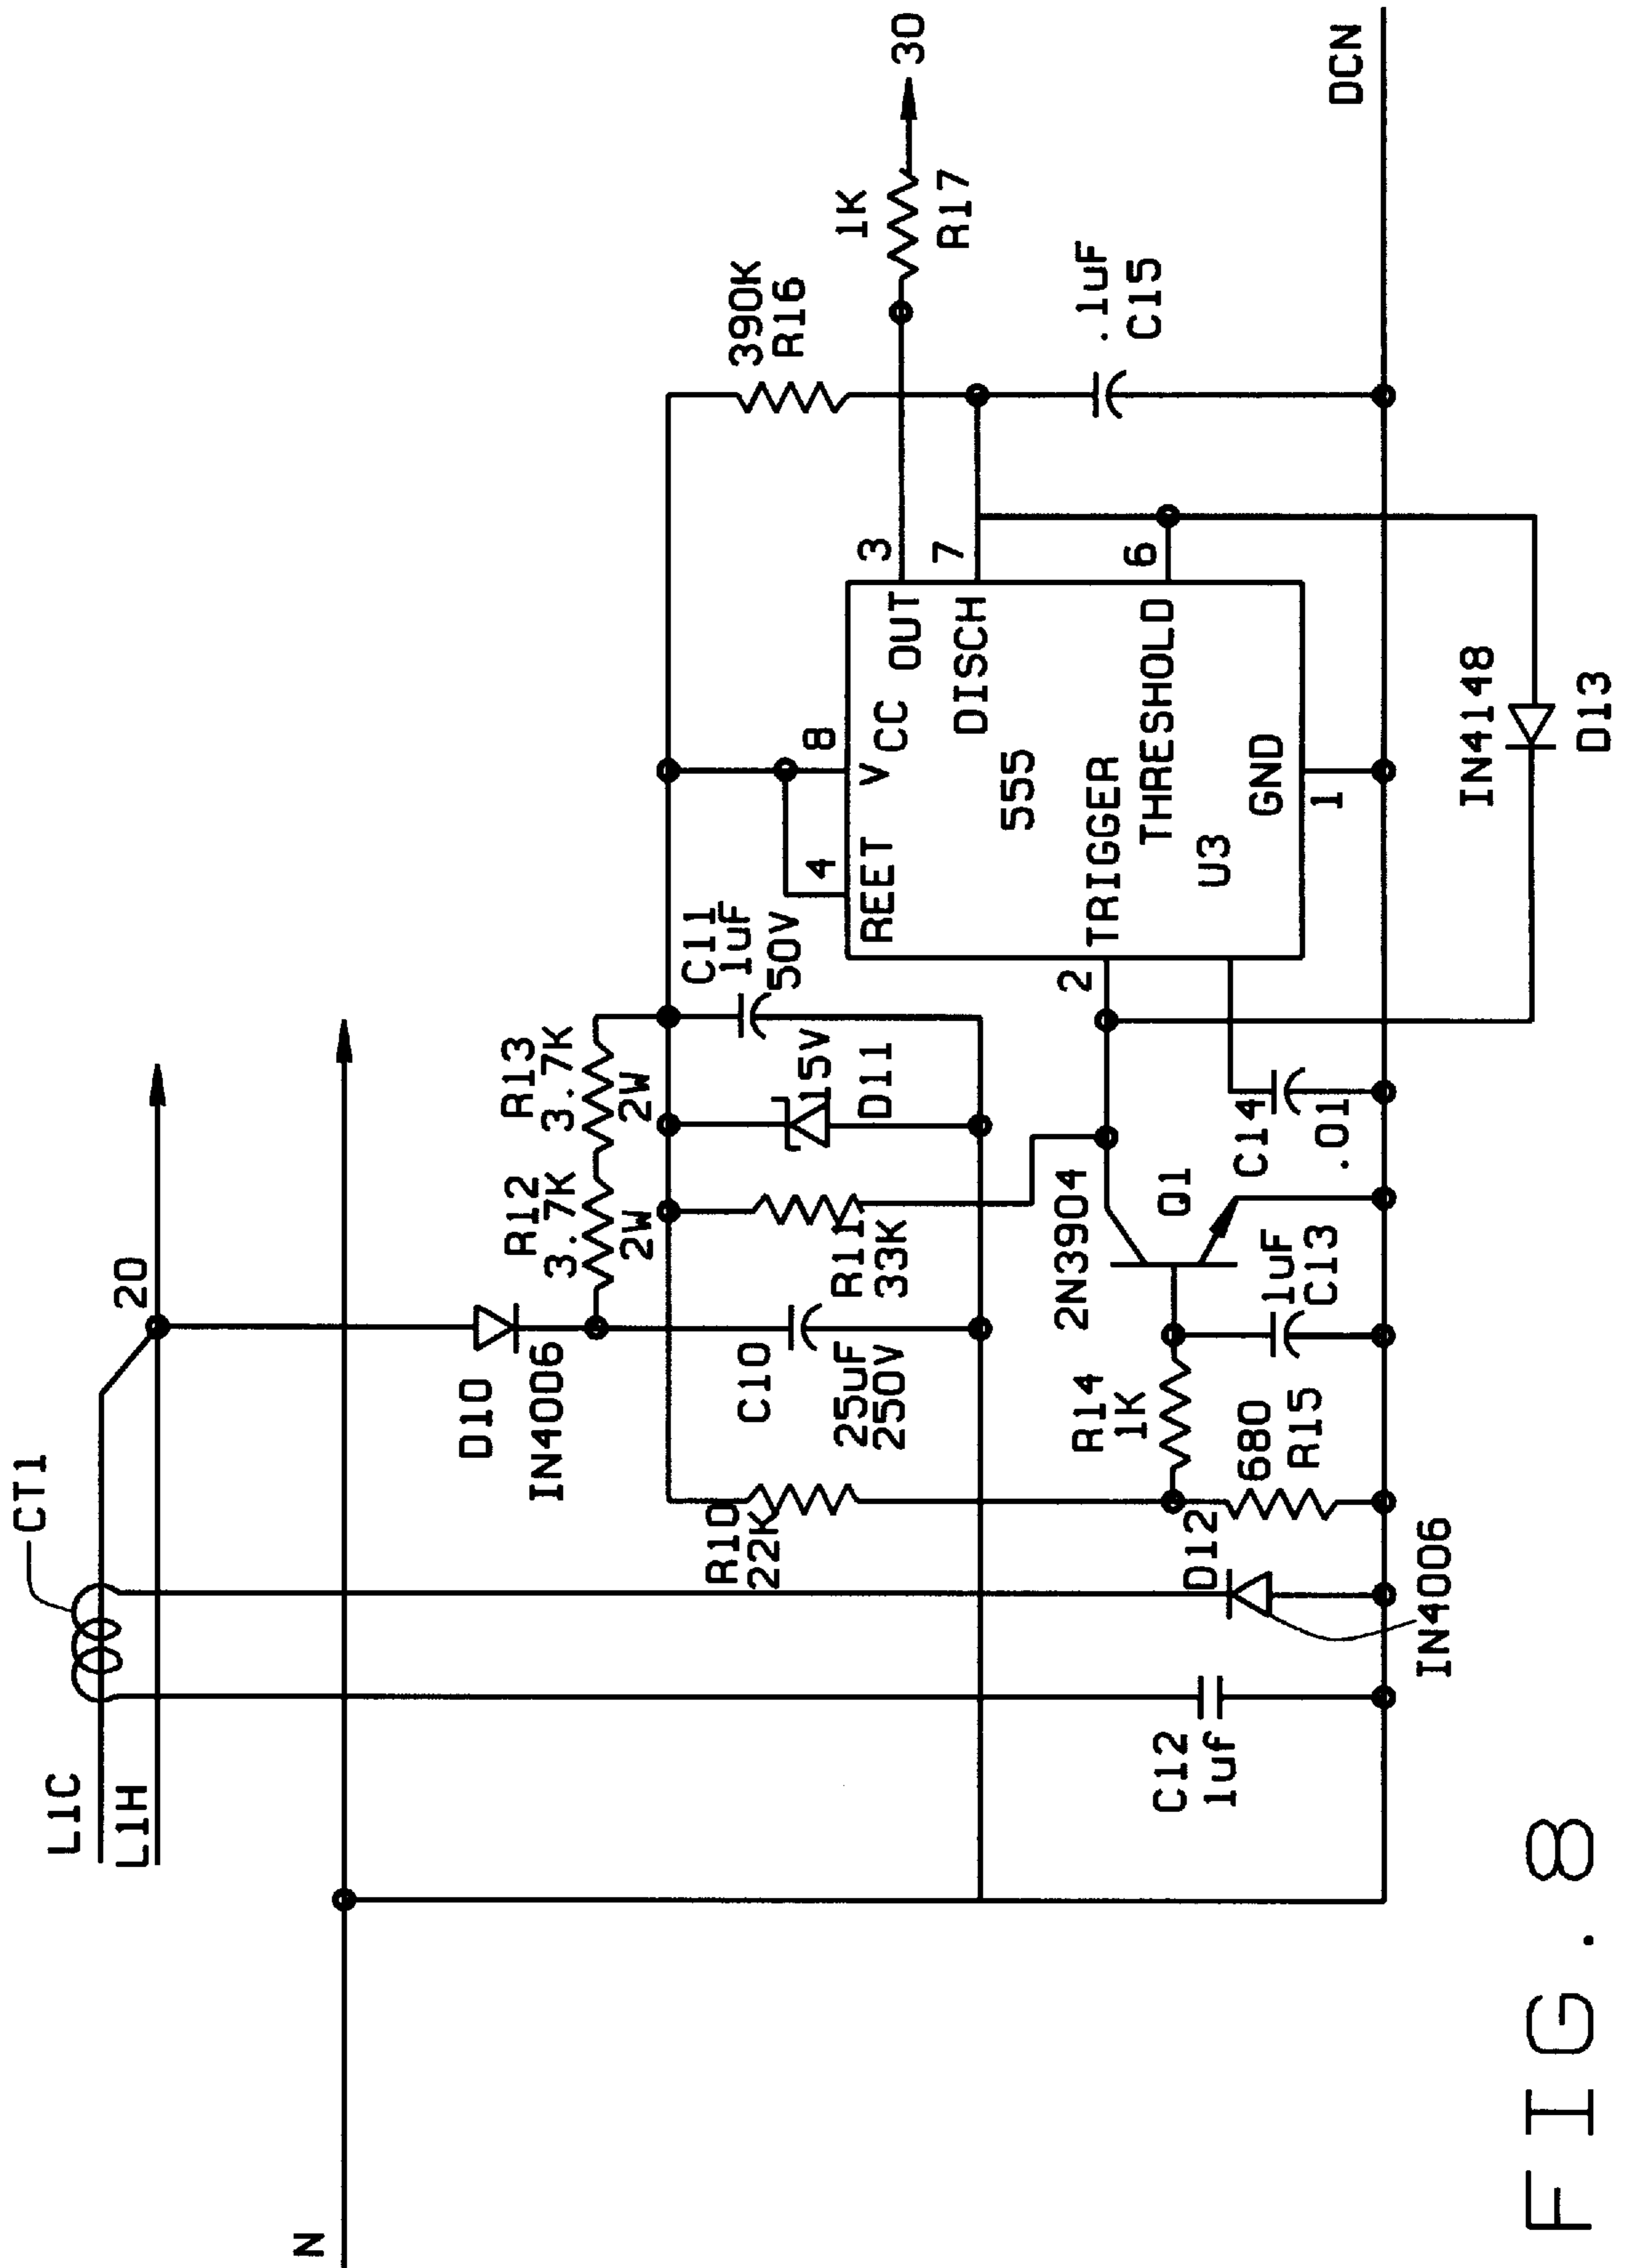 CT1
L1C
L1H
20
N
D10
IN4006
R12
3.7K
2W
R13
3.7K
2W
R10
22K
C10
25uF
250V
R11
33K
15V
D11
C11
1uF
50V
390K
R16
1K
R17
30
4
8
REET
V CC
OUT
3
DISCH
7
555
TRIGGER
2
THRESHOLD
6
U3
GND
1
.1uF
C15
2N3904
Q1
R14
1K
680
R15
1uF
C13
C14
.01
C12
1uf
D12
IN4006
IN4148
D13
DCN
FIG. 8